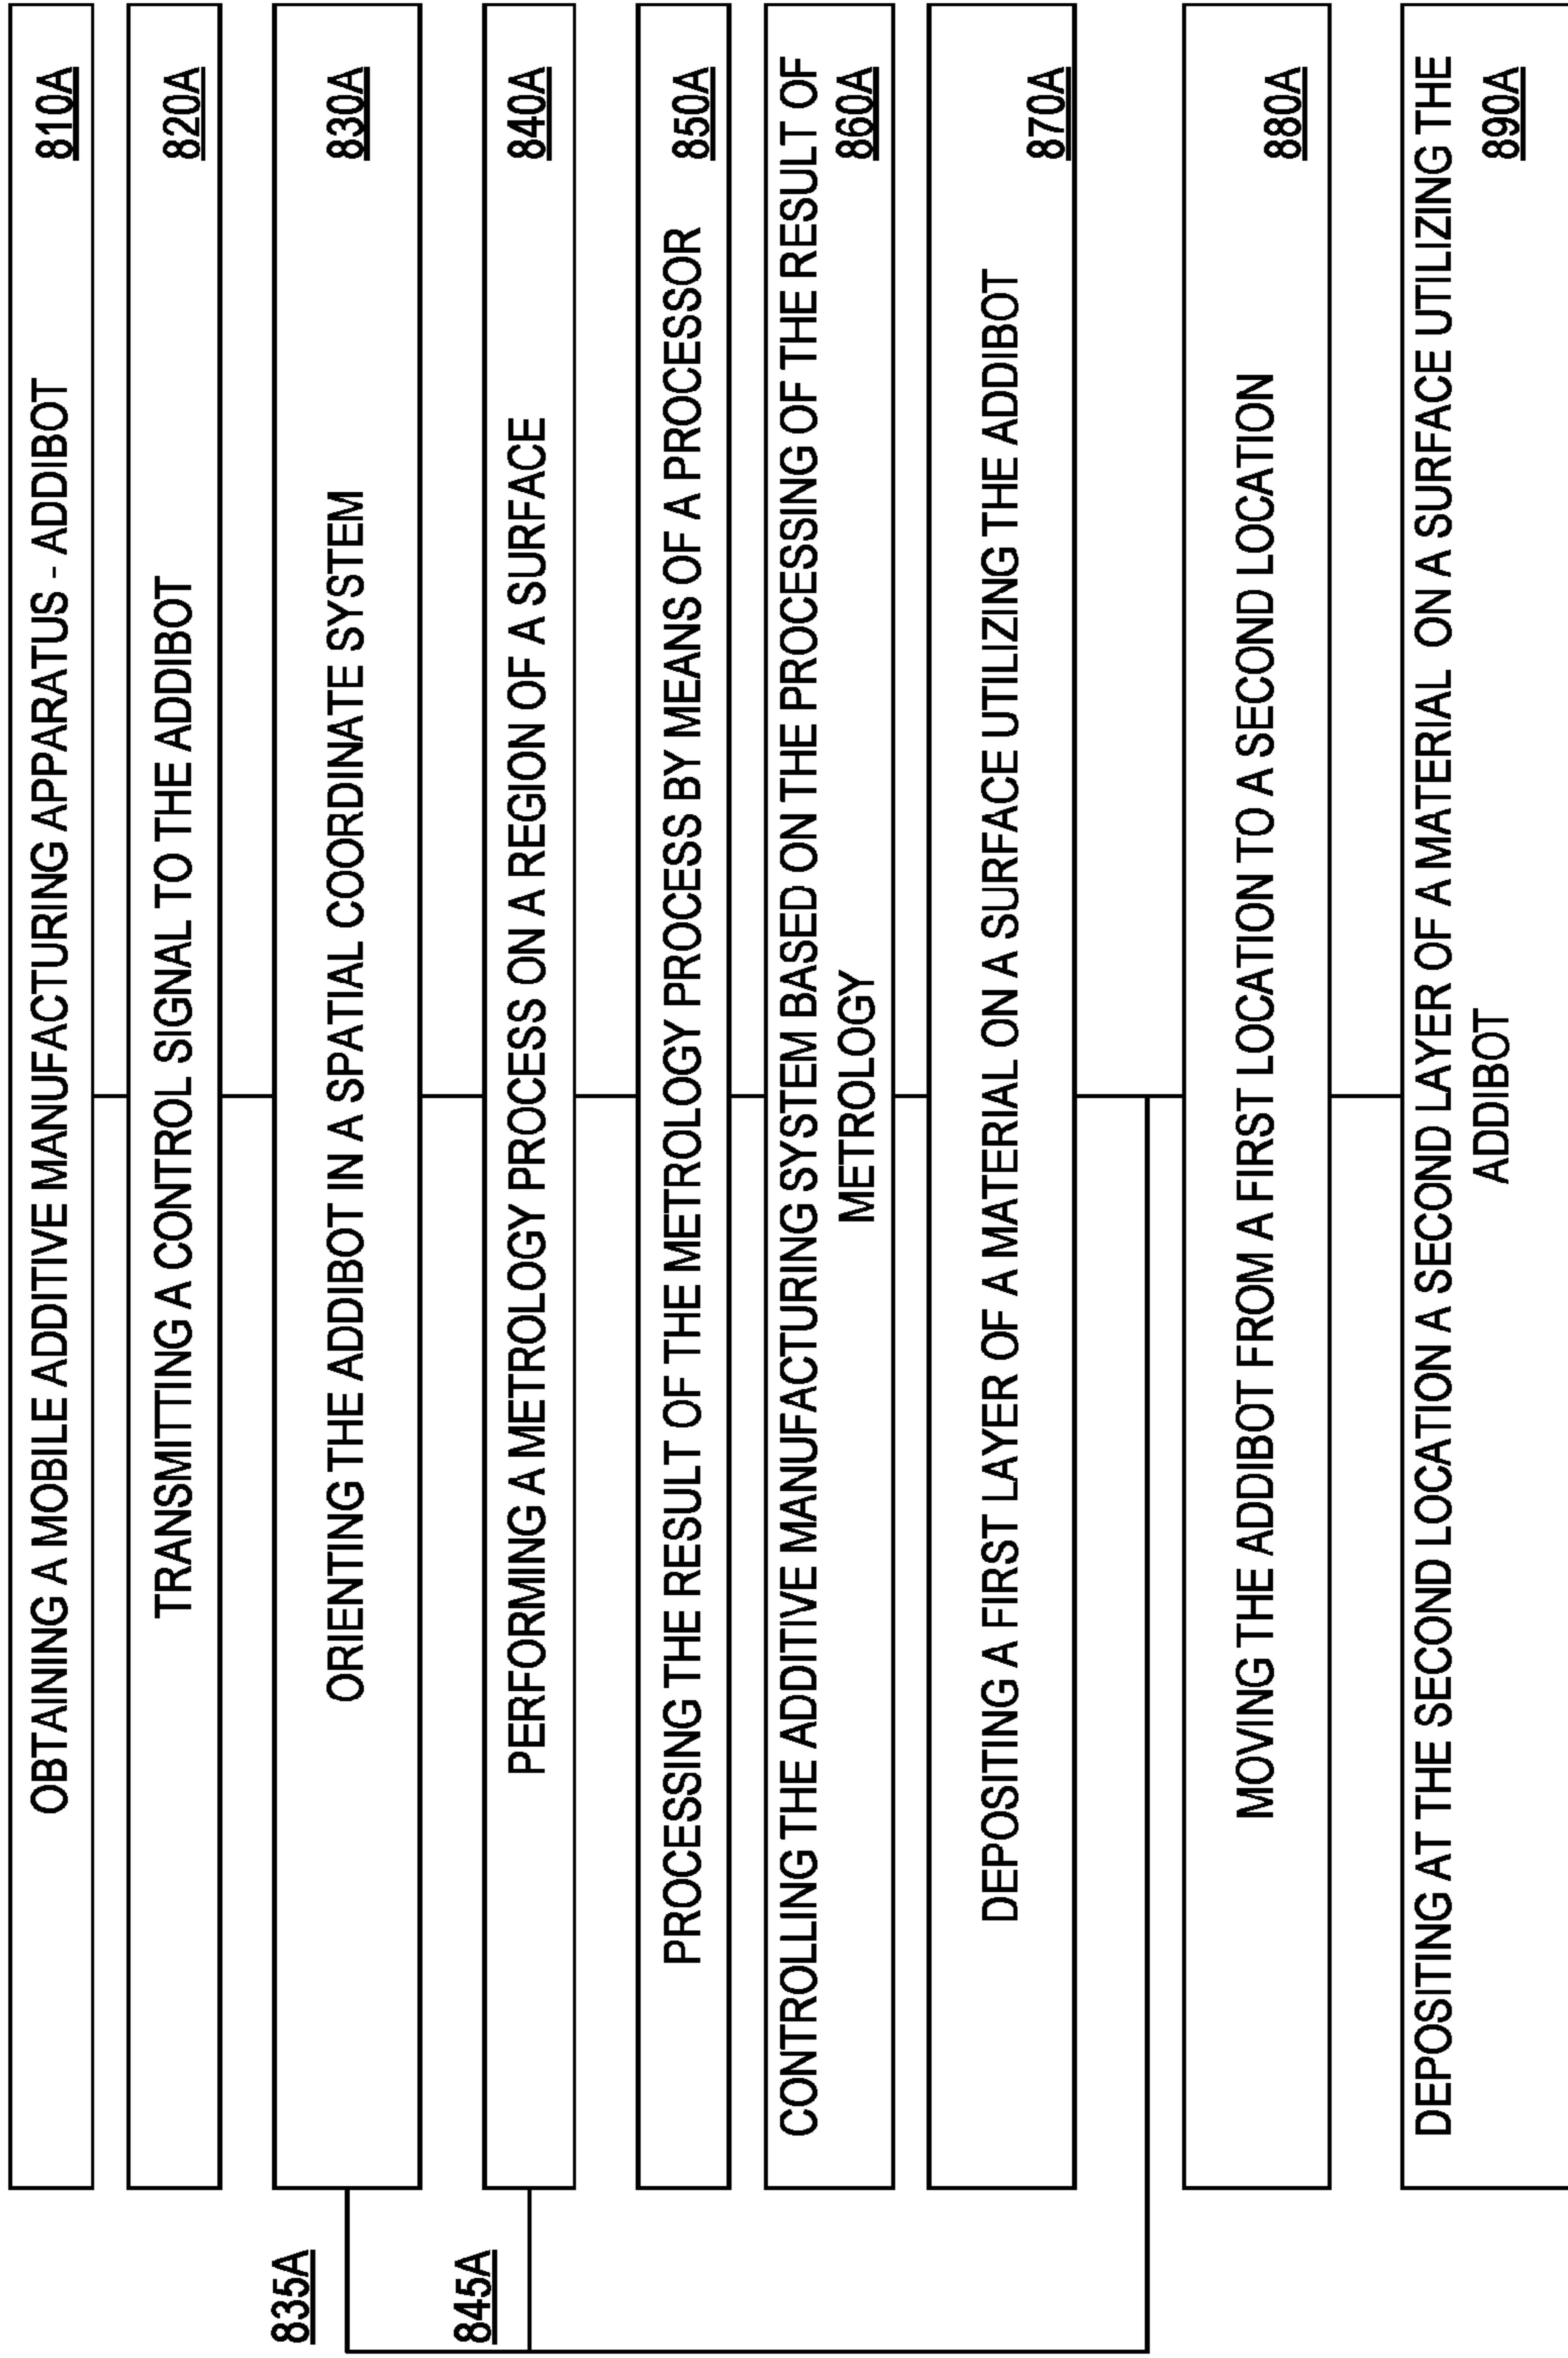 OBTAINING A MOBILE ADDITIVE MANUFACTURING APPARATUS - ADDIBOT
810A
TRANSMITTING A CONTROL SIGNAL TO THE ADDIBOT
820A
ORIENTING THE ADDIBOT IN A SPATIAL COORDINATE SYSTEM
830A
835A
PERFORMING A METROLOGY PROCESS ON A REGION OF A SURFACE
840A
845A
PROCESSING THE RESULT OF THE METROLOGY PROCESS BY MEANS OF A PROCESSOR
850A
CONTROLLING THE ADDITIVE MANUFACTURING SYSTEM BASED ON THE PROCESSING OF THE RESULT OF
METROLOGY
860A
DEPOSITING A FIRST LAYER OF A MATERIAL ON A SURFACE UTILIZING THE ADDIBOT
870A
MOVING THE ADDIBOT FROM A FIRST LOCATION TO A SECOND LOCATION
880A
DEPOSITING AT THE SECOND LOCATION A SECOND LAYER OF A MATERIAL ON A SURFACE UTILIZING THE
ADDIBOT
890A